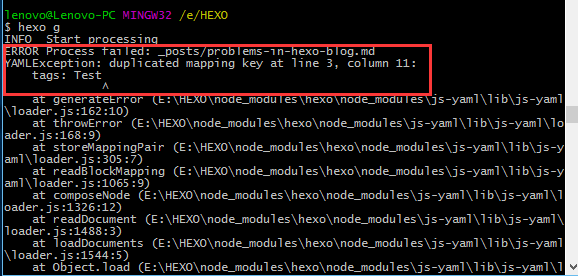 lenovo@Lenovo-PC MINGW32 /e/HEXO
$ hexo g
INFO  Start processing
ERROR Process failed: _posts/problems-in-hexo-blog.md
YAMLException: duplicated mapping key at line 3, column 11:
    tags: Test
              ^
    at generateError (E:\HEXO\node_modules\hexo\node_modules\js-yaml\lib\js-yaml
\loader.js:162:10)
    at throwError (E:\HEXO\node_modules\hexo\node_modules\js-yaml\lib\js-yaml\lo
ader.js:168:9)
    at storeMappingPair (E:\HEXO\node_modules\hexo\node_modules\js-yaml\lib\js-y
aml\loader.js:305:7)
    at readBlockMapping (E:\HEXO\node_modules\hexo\node_modules\js-yaml\lib\js-y
aml\loader.js:1065:9)
    at composeNode (E:\HEXO\node_modules\hexo\node_modules\js-yaml\lib\js-yaml\l
oader.js:1326:12)
    at readDocument (E:\HEXO\node_modules\hexo\node_modules\js-yaml\lib\js-yaml\
loader.js:1488:3)
    at loadDocuments (E:\HEXO\node_modules\hexo\node_modules\js-yaml\lib\js-yaml
\loader.js:1544:5)
    at Object.load (E:\HEXO\node_modules\hexo\node_modules\js-yaml\lib\js-yaml\l